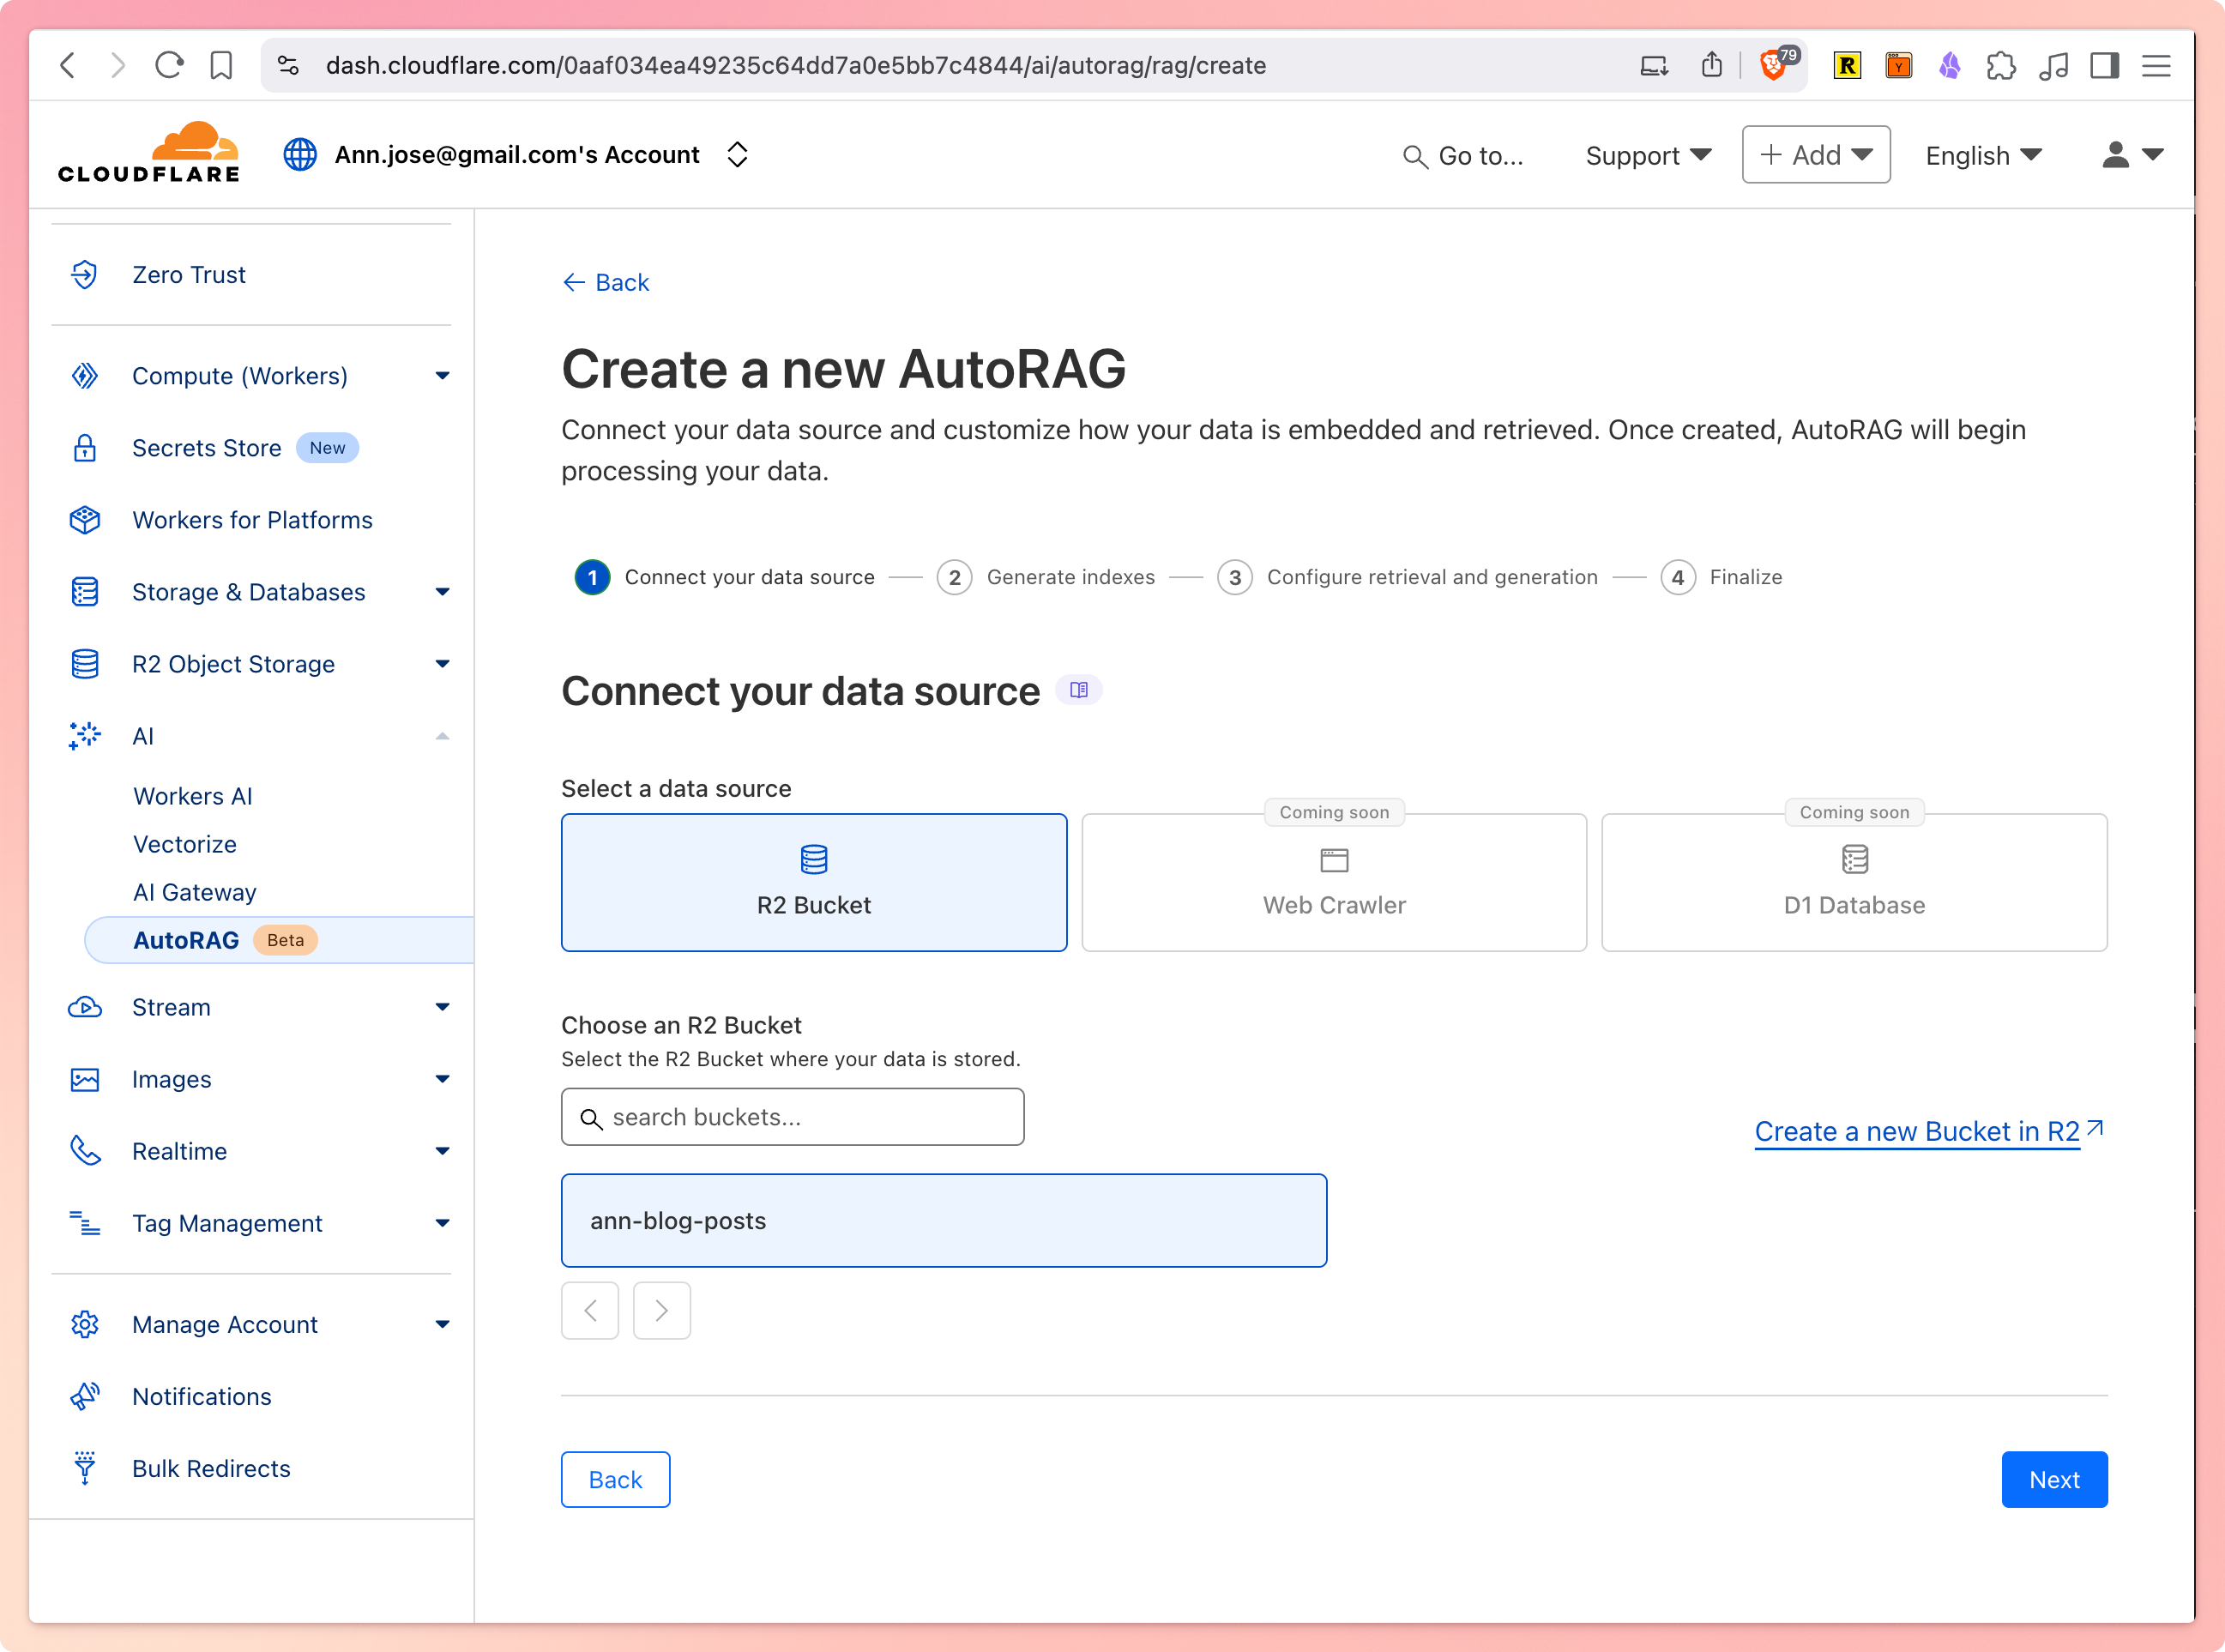 dash.cloudflare.com/0aaf034ea49235c64dd7a0e5bb7c4844/ai/autorag/rag/create
79
R
Y
CLOUDFLARE
Ann.jose@gmail.com's Account
Go to...
Support
Add
English
Zero Trust
Compute (Workers)
Secrets Store New
Workers for Platforms
Storage & Databases
R2 Object Storage
AI
Workers AI
Vectorize
AI Gateway
AutoRAG Beta
Stream
Images
Realtime
Tag Management
Manage Account
Notifications
Bulk Redirects
← Back
Create a new AutoRAG
Connect your data source and customize how your data is embedded and retrieved. Once created, AutoRAG will begin
processing your data.
1 Connect your data source 2 Generate indexes 3 Configure retrieval and generation 4 Finalize
Connect your data source
Select a data source
R2 Bucket
Coming soon
Web Crawler
Coming soon
D1 Database
Choose an R2 Bucket
Select the R2 Bucket where your data is stored.
search buckets...
Create a new Bucket in R2
ann-blog-posts
Back
Next